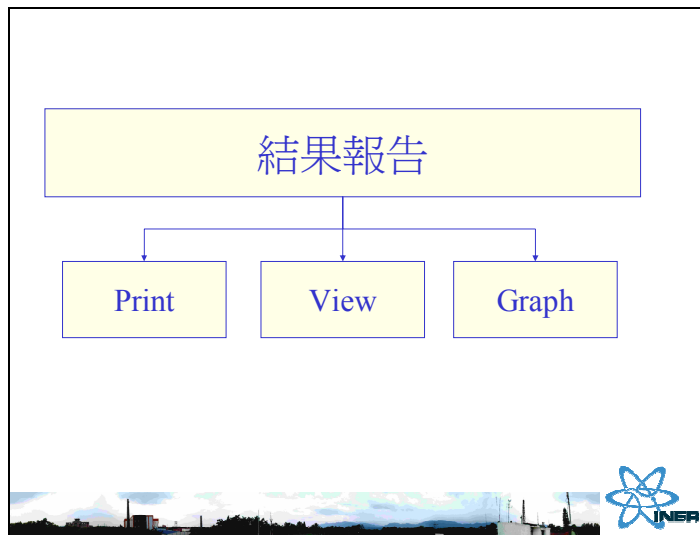 結果報告
Print
View
Graph
INER